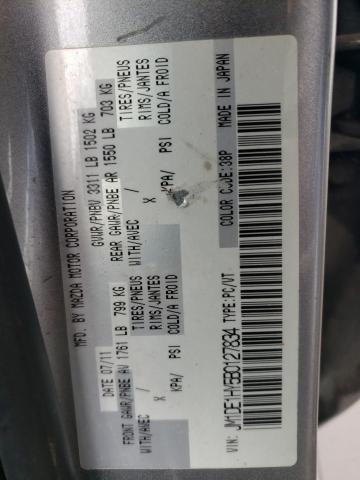 MFD. BY MAZDA MOTOR CORPORATION
DATE 07/11 GVWR/PNBV 3311 LB 1502 KG
FRONT GAWR/PNBE AV 1761 LB 799 KG REAR GAWR/PNBE AR 1550 LB 703 KG
WITH/AVEC TIRES/PNEUS WITH/AVEC TIRES/PNEUS
X RIMS/JANTES X RIMS/JANTES
KPA/ PSI COLD/A FROID KPA/ PSI COLD/A FROID
VIN: JM1DE1HY5B0127834 TYPE:PC/VT COLOR CODE:38P MADE IN JAPAN